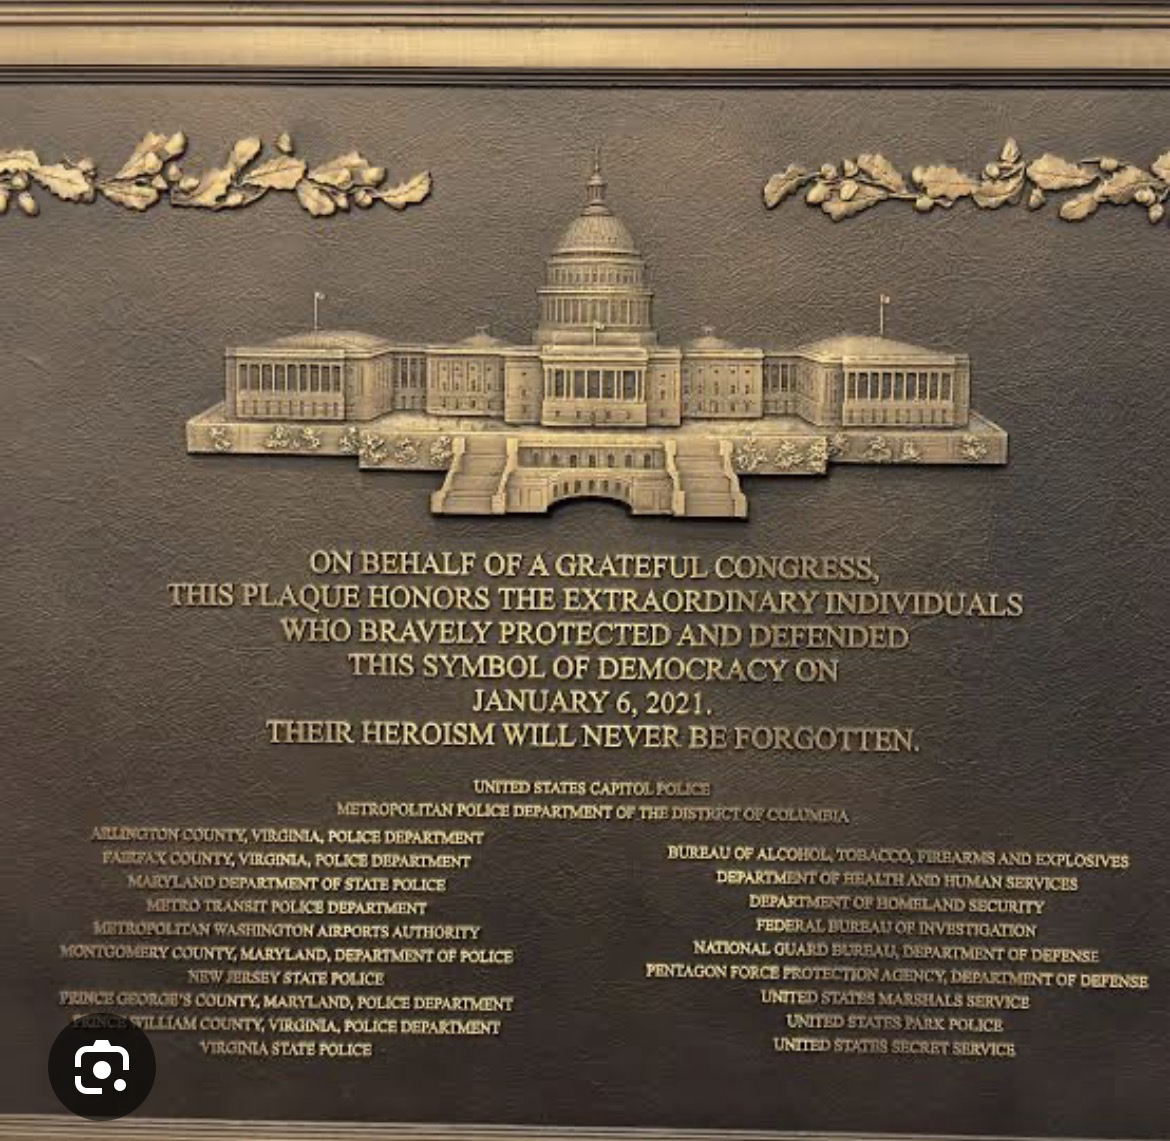 ON BEHALF OF A GRATEFUL CONGRESS,
THIS PLAQUE HONORS THE EXTRAORDINARY INDIVIDUALS
WHO BRAVELY PROTECTED AND DEFENDED
THIS SYMBOL OF DEMOCRACY ON
JANUARY 6, 2021.
THEIR HEROISM WILL NEVER BE FORGOTTEN.
UNITED STATES CAPITOL POLICE
METROPOLITAN POLICE DEPARTMENT OF THE DISTRICT OF COLUMBIA
ARLINGTON COUNTY, VIRGINIA, POLICE DEPARTMENT
FAIRFAX COUNTY, VIRGINIA, POLICE DEPARTMENT
MARYLAND DEPARTMENT OF STATE POLICE
METRO TRANSIT POLICE DEPARTMENT
METROPOLITAN WASHINGTON AIRPORTS AUTHORITY
MONTGOMERY COUNTY, MARYLAND, DEPARTMENT OF POLICE
NEW JERSEY STATE POLICE
PRINCE GEORGE'S COUNTY, MARYLAND, POLICE DEPARTMENT
PRINCE WILLIAM COUNTY, VIRGINIA, POLICE DEPARTMENT
VIRGINIA STATE POLICE
BUREAU OF ALCOHOL, TOBACCO, FIREARMS AND EXPLOSIVES
DEPARTMENT OF HEALTH AND HUMAN SERVICES
DEPARTMENT OF HOMELAND SECURITY
FEDERAL BUREAU OF INVESTIGATION
NATIONAL GUARD BUREAU, DEPARTMENT OF DEFENSE
PENTAGON FORCE PROTECTION AGENCY, DEPARTMENT OF DEFENSE
UNITED STATES MARSHALS SERVICE
UNITED STATES PARK POLICE
UNITED STATES SECRET SERVICE